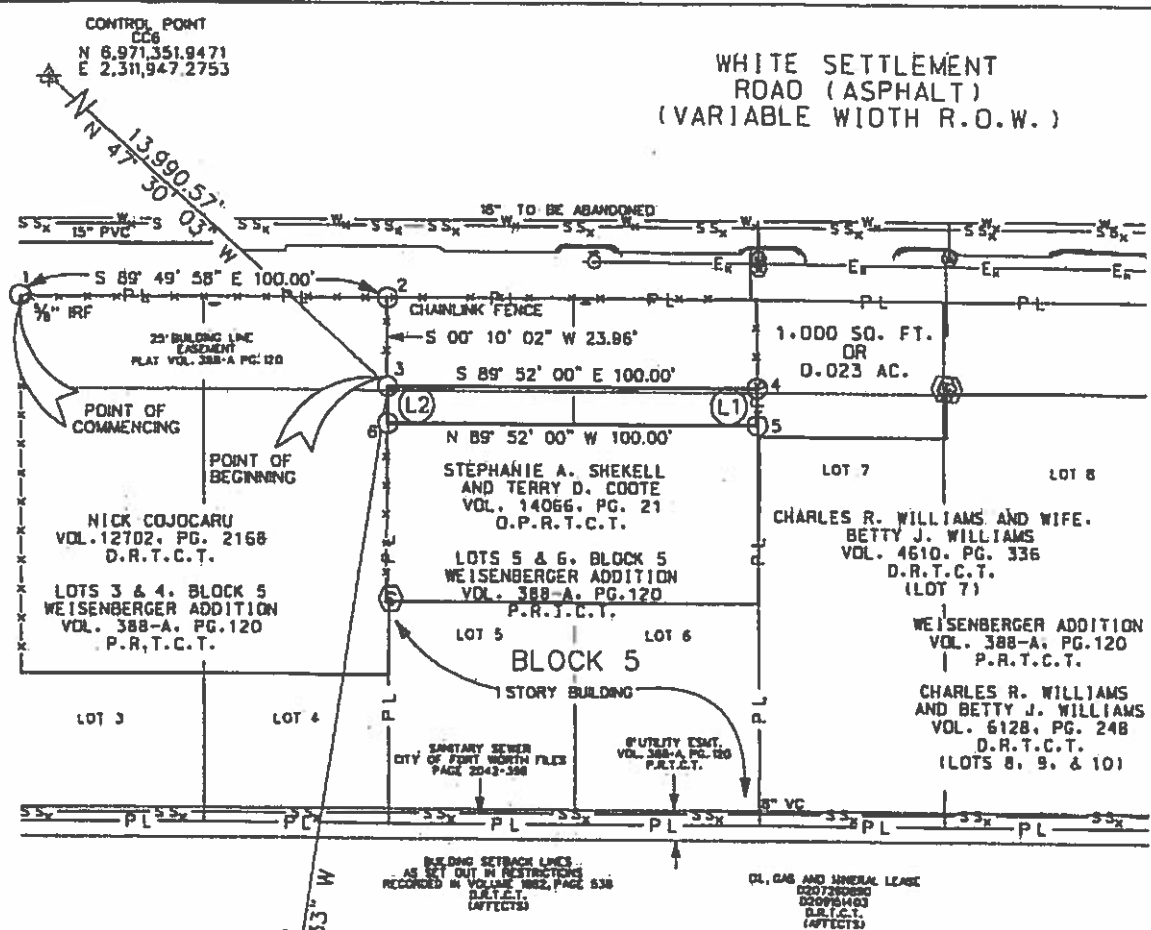 CONTROL POINT
CC6
N 6,971,351.9471
E 2,311,947.2753
WHITE SETTLEMENT
ROAD (ASPHALT)
(VARIABLE WIDTH R.O.W.)
13,990.57'
N 47° 30' 03" W
16" TO BE ABANDONED
15" PVC
S 89° 49' 58" E 100.00'
1
2
5/8" IRF
CHAINLINK FENCE
25' BUILDING LINE
EASEMENT
PLAT VOL. 388-A PG. 120
S 00° 10' 02" W 23.96'
1,000 SQ. FT.
OR
0.023 AC.
3
S 89° 52' 00" E 100.00'
4
L2
L1
POINT OF
COMMENCING
6
5
N 89° 52' 00" W 100.00'
POINT OF
BEGINNING
STEPHANIE A. SHEKELL
AND TERRY D. COOTE
VOL. 14066, PG. 21
O.P.R.T.C.T.
LOT 7
LOT 8
NICK COJOCARU
VOL.12702, PG. 2168
D.R.T.C.T.
CHARLES R. WILLIAMS AND WIFE,
BETTY J. WILLIAMS
VOL. 4610, PG. 336
D.R.T.C.T.
(LOT 7)
LOTS 3 & 4, BLOCK 5
WEISENBERGER ADDITION
VOL. 388-A, PG.120
P.R.T.C.T.
LOTS 5 & 6, BLOCK 5
WEISENBERGER ADDITION
VOL. 388-A, PG.120
P.R.T.C.T.
WEISENBERGER ADDITION
VOL. 388-A, PG.120
P.R.T.C.T.
LOT 5
LOT 6
BLOCK 5
1 STORY BUILDING
CHARLES R. WILLIAMS
AND BETTY J. WILLIAMS
VOL. 6128, PG. 248
D.R.T.C.T.
(LOTS 8, 9, & 10)
LOT 3
LOT 4
SANITARY SEWER
CITY OF FORT WORTH FILES
PAGE 2042-398
8' UTILITY ESMT.
VOL. 388-A, PG.120
P.R.T.C.T.
8" VC
P L
BUILDING SETBACK LINES
AS SET OUT IN RESTRICTIONS
RECORDED IN VOLUME 1882, PAGE 538
D.R.T.C.T.
(AFFECTS)
OIL, GAS AND MINERAL LEASE
D.R.T.C.T.
(AFFECTS)
33" W